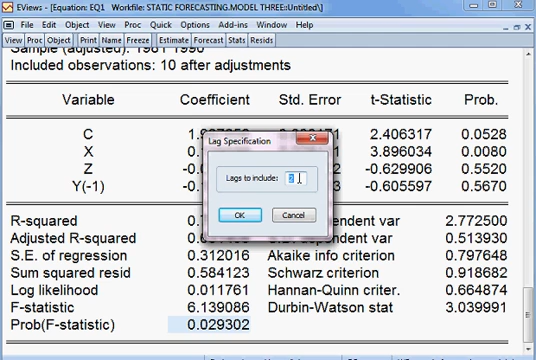 EViews - [Equation: EQ1 Workfile: STATIC FORECASTING.MODEL THREE::Untitled\]
File Edit Object View Proc Quick Options Add-ins Window Help
View Proc Object Print Name Freeze Estimate Forecast Stats Resids
Sample (adjusted): 1981 1990
Included observations: 10 after adjustments
Variable Coefficient Std. Error t-Statistic Prob.
C 2.406317 0.0528
X 3.896034 0.0080
Z -0.629906 0.5520
Y(-1) -0.605597 0.5670
Lag Specification
Lags to include: 2
OK Cancel
R-squared dependent var 2.772500
Adjusted R-squared dependent var 0.513930
S.E. of regression 0.312016 Akaike info criterion 0.797648
Sum squared resid 0.584123 Schwarz criterion 0.918682
Log likelihood 0.011761 Hannan-Quinn criter. 0.664874
F-statistic 6.139086 Durbin-Watson stat 3.039991
Prob(F-statistic) 0.029302